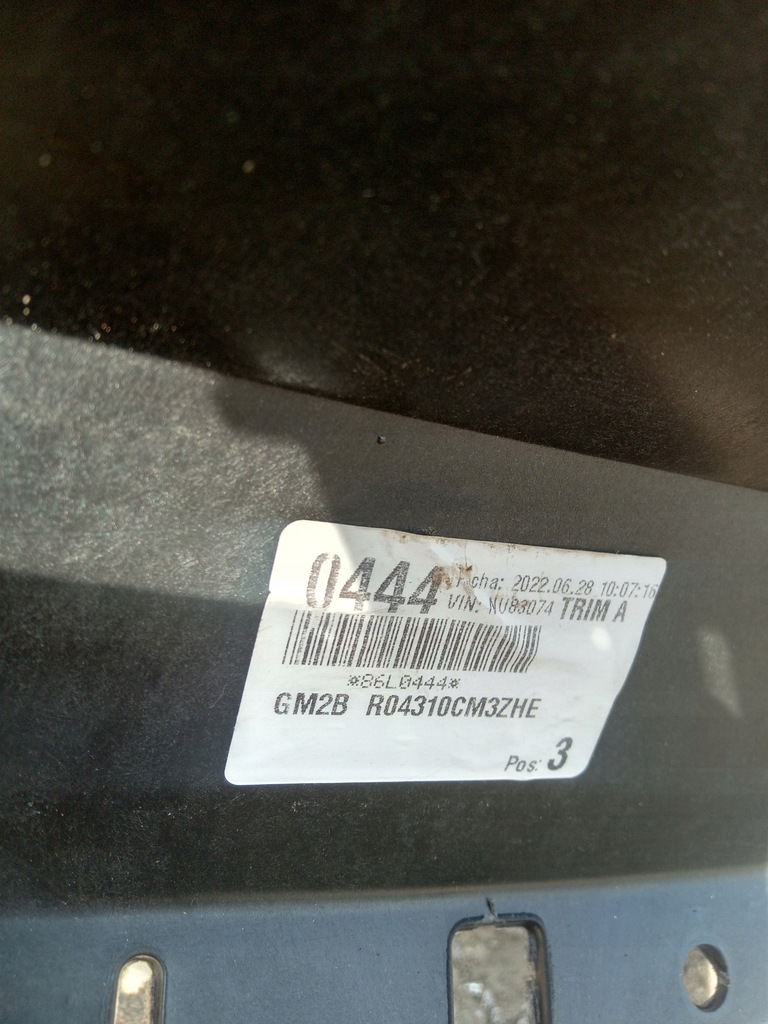 0444
Fecha: 2022.06.28 10:07:16
VIN: NU83074 TRIM A
*86L0444*
GM2B R04310CM3ZHE
Pos: 3